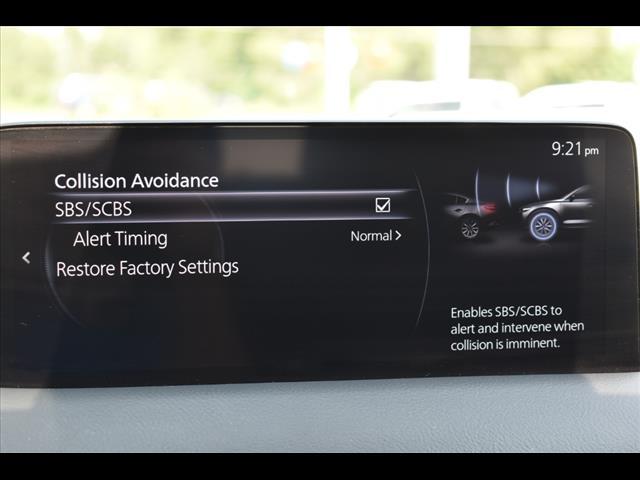 9:21 pm
Collision Avoidance
SBS/SCBS
Alert Timing Normal >
Restore Factory Settings
Enables SBS/SCBS to
alert and intervene when
collision is imminent.